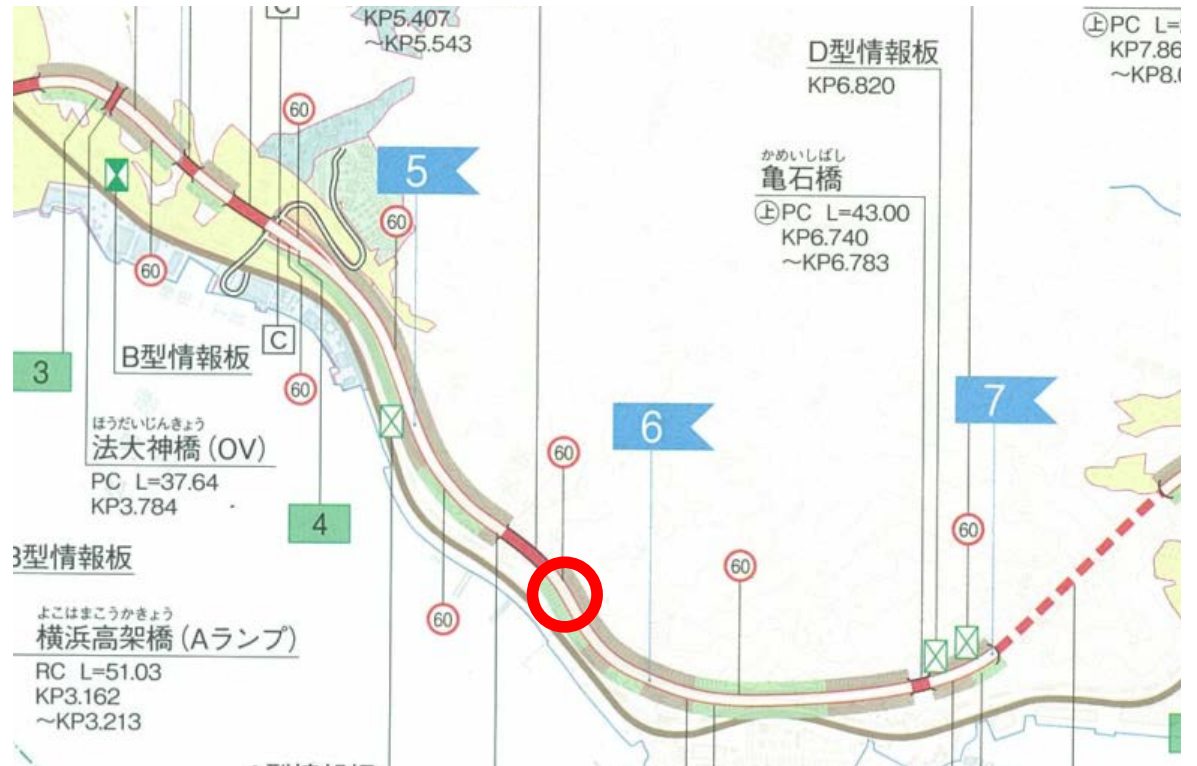 C
KP5.407
~KP5.543
60
5
60
60
B型情報板
C
3
60
ほうだいじんきょう
法大神橋(OV)
PC L=37.64
KP3.784
4
型情報板
よこはまこうかきょう
横浜高架橋(Aランプ)
RC L=51.03
KP3.162
~KP3.213
60
60
6
60
D型情報板
KP6.820
かめいしばし
亀石橋
上PC L=43.00
KP6.740
~KP6.783
7
60
上PC L=
KP7.86
~KP8.